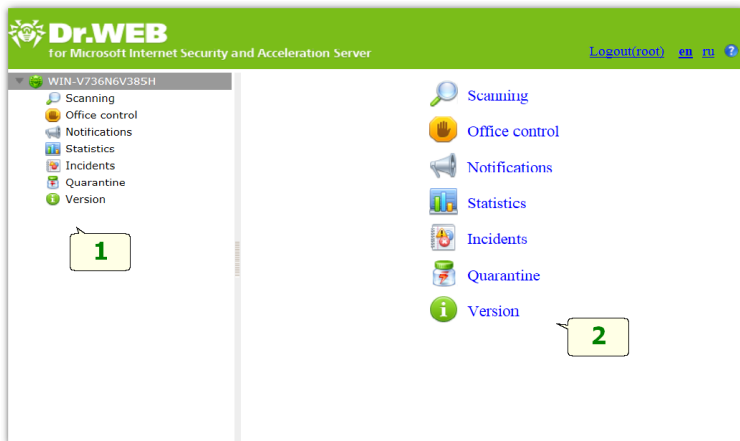 Dr.WEB
for Microsoft Internet Security and Acceleration Server
Logout(root) en ru ?
WIN-V736N6V385H
Scanning
Office control
Notifications
Statistics
Incidents
Quarantine
Version
1
Scanning
Office control
Notifications
Statistics
Incidents
Quarantine
Version
2